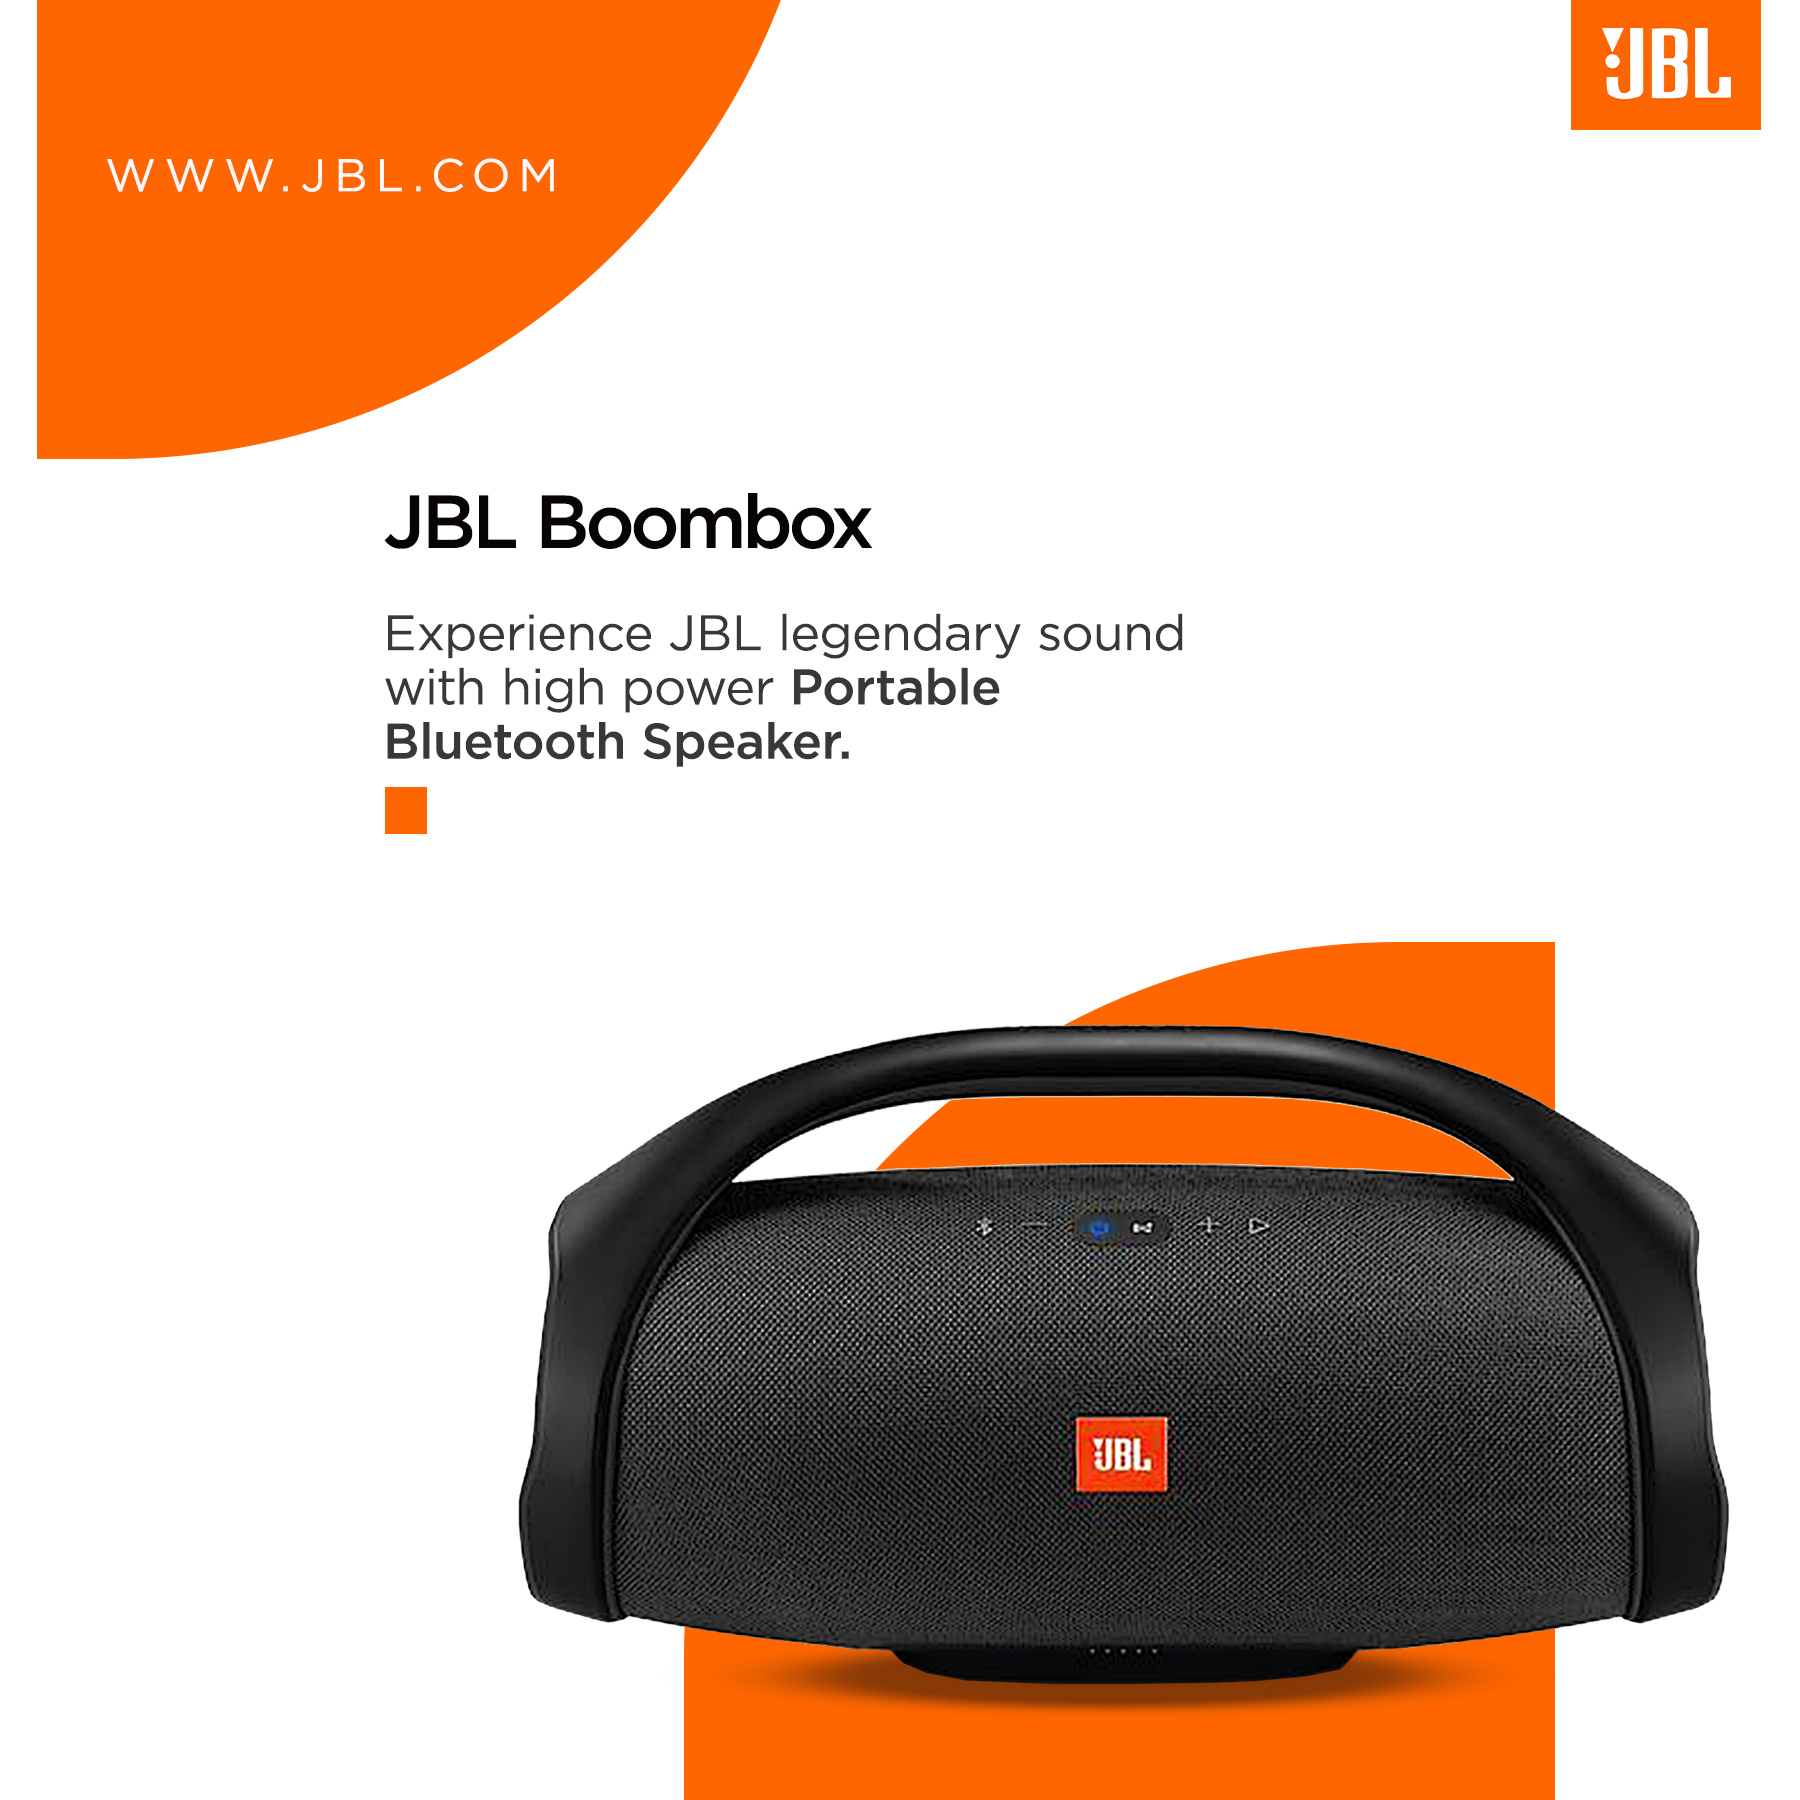 JBL
WWW.JBL.COM
JBL Boombox
Experience JBL legendary sound
with high power Portable
Bluetooth Speaker.
JBL